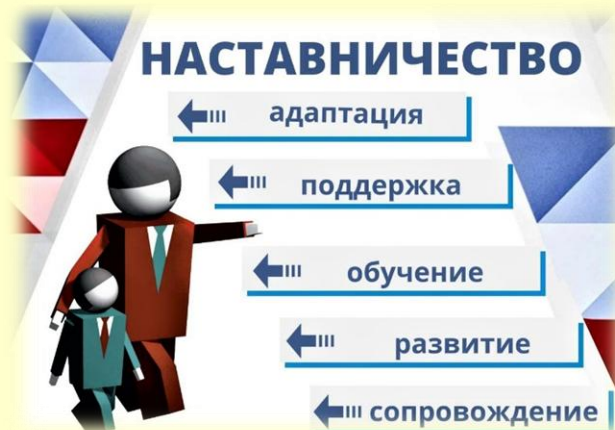 НАСТАВНИЧЕСТВО
адаптация
поддержка
обучение
развитие
сопровождение